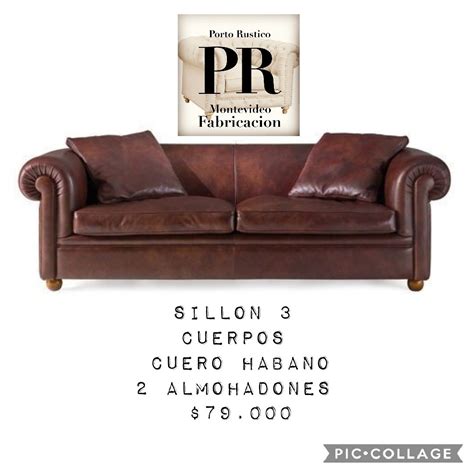 Porto Rustico
PR
Montevideo
Fabricacion
SILLON 3
CUERPOS
CUERO HABANO
2 ALMOHADONES
$79.000
PIC•COLLAGE